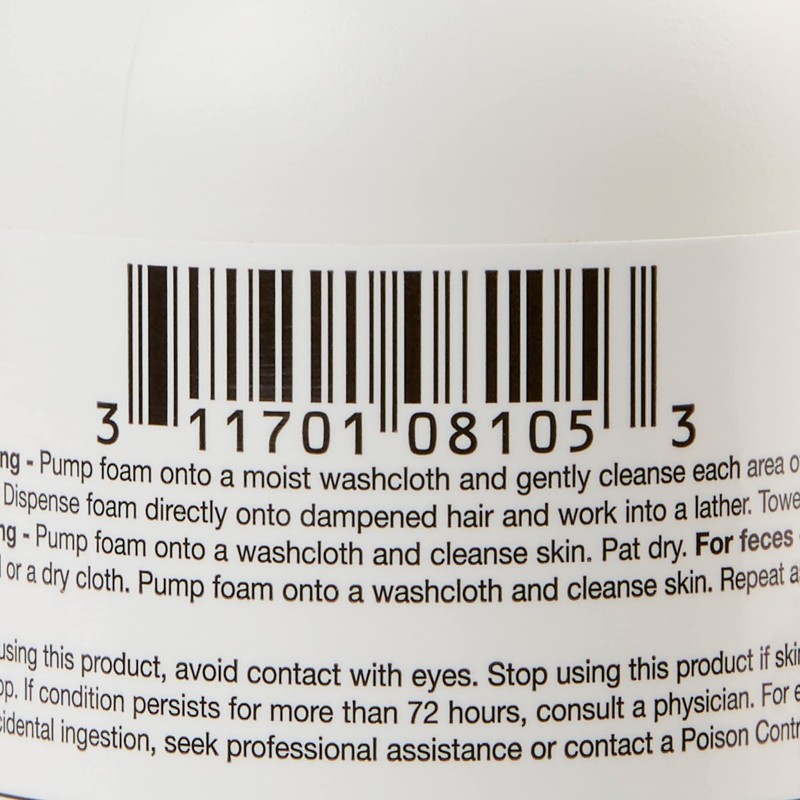 3 11701 08105 3
ng - Pump foam onto a moist washcloth and gently cleanse each area o
Dispense foam directly onto dampened hair and work into a lather. Towe
ng - Pump foam onto a washcloth and cleanse skin. Pat dry. For feces -
or a dry cloth. Pump foam onto a washcloth and cleanse skin. Repeat a
using this product, avoid contact with eyes. Stop using this product if skin
op. If condition persists for more than 72 hours, consult a physician. For e
cidental ingestion, seek professional assistance or contact a Poison Contr